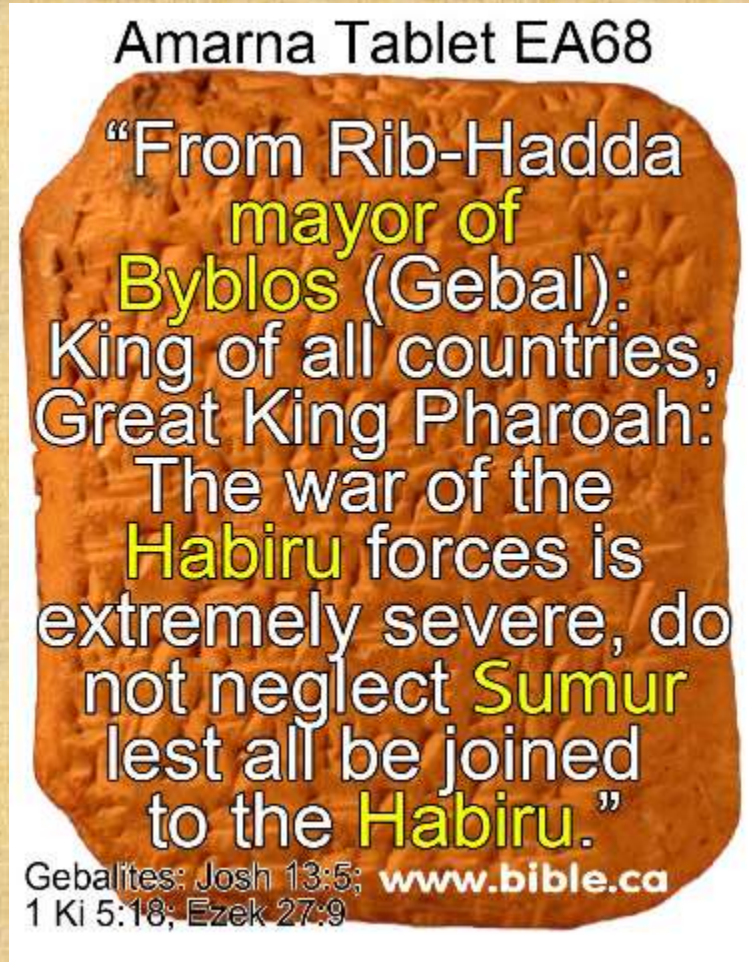 Amarna Tablet EA68
“From Rib-Hadda
mayor of
Byblos (Gebal):
King of all countries,
Great King Pharoah:
The war of the
Habiru forces is
extremely severe, do
not neglect Sumur
lest all be joined
to the Habiru.”
Gebalites: Josh 13:5; www.bible.ca
1 Ki 5:18; Ezek 27:9